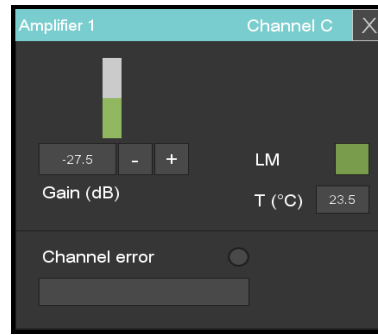 Amplifier 1 Channel C X
-27.5 - + LM
Gain (dB) T (°C) 23.5
Channel error